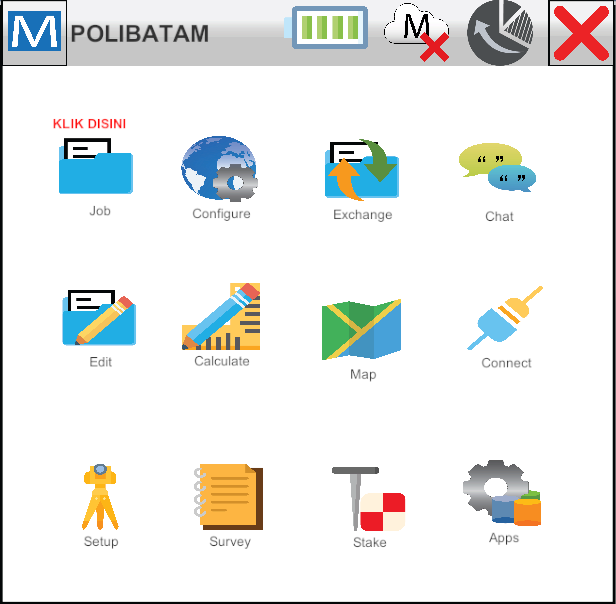 M POLIBATAM M
KLIK DISINI
Job Configure Exchange Chat
Edit Calculate Map Connect
Setup Survey Stake Apps